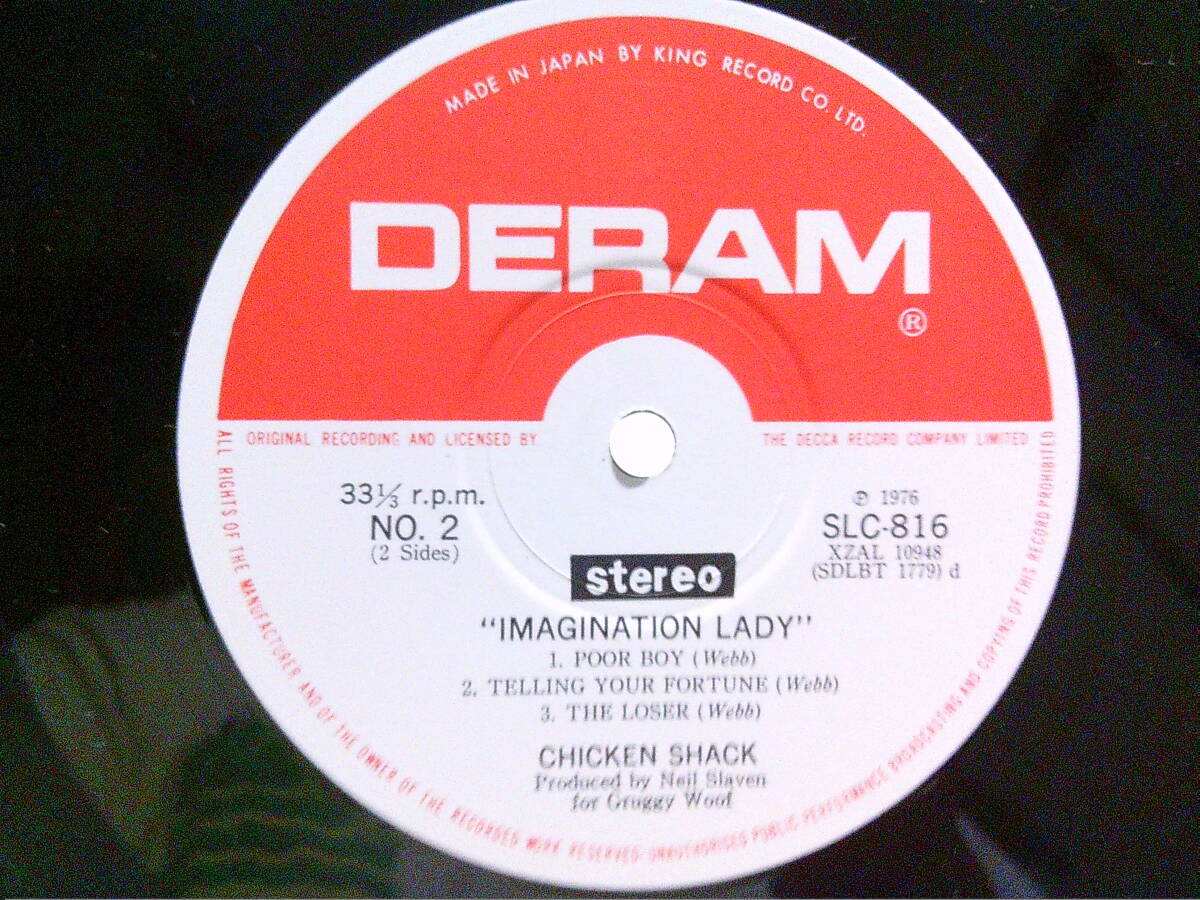 MADE IN JAPAN BY KING RECORD CO. LTD.
DERAM
®
ORIGINAL RECORDING AND LICENSED BY THE DECCA RECORD COMPANY LIMITED
33⅓ r.p.m.
NO. 2
(2 Sides)
℗ 1976
SLC-816
XZAL 10948
(SDLBT 1779) d
stereo
"IMAGINATION LADY"
1. POOR BOY (Webb)
2. TELLING YOUR FORTUNE (Webb)
3. THE LOSER (Webb)
CHICKEN SHACK
Produced by Neil Slaven
for Gruggy Woof
ALL RIGHTS OF THE MANUFACTURER AND OF THE OWNER OF THE RECORDED WORK RESERVED·UNAUTHORISED PUBLIC PERFORMANCE BROADCASTING AND COPYING OF THIS RECORD PROHIBITED